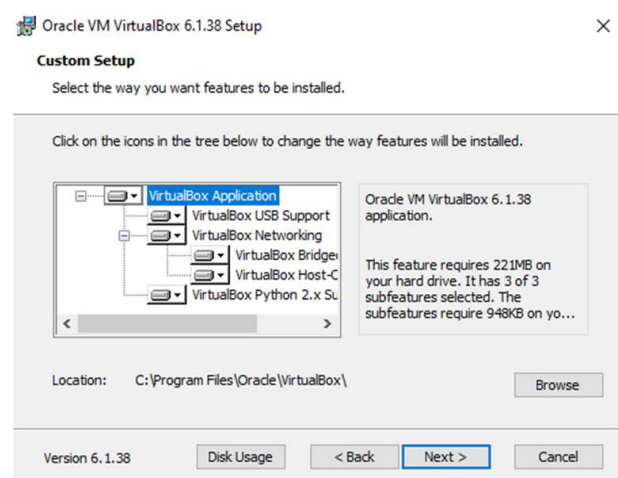 Oracle VM VirtualBox 6.1.38 Setup
Custom Setup
Select the way you want features to be installed.
Click on the icons in the tree below to change the way features will be installed.
VirtualBox Application
VirtualBox USB Support
VirtualBox Networking
VirtualBox Bridge
VirtualBox Host-C
VirtualBox Python 2.x Su
Oracle VM VirtualBox 6.1.38
application.
This feature requires 221MB on
your hard drive. It has 3 of 3
subfeatures selected. The
subfeatures require 948KB on yo...
Location: C:\Program Files\Oracle\VirtualBox\
Browse
Version 6.1.38 Disk Usage < Back Next > Cancel